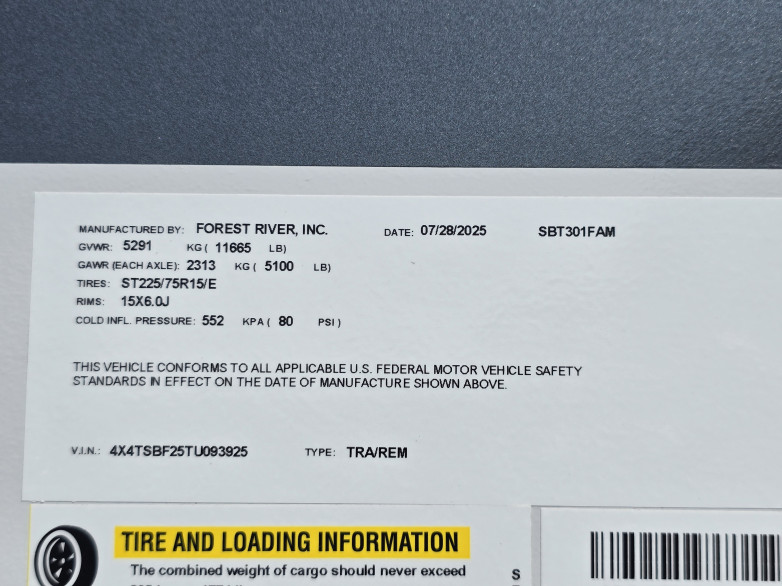 MANUFACTURED BY: FOREST RIVER, INC. DATE: 07/28/2025 SBT301FAM
GVWR: 5291 KG ( 11665 LB)
GAWR (EACH AXLE): 2313 KG ( 5100 LB)
TIRES: ST225/75R15/E
RIMS: 15X6.0J
COLD INFL. PRESSURE: 552 KPA ( 80 PSI )
THIS VEHICLE CONFORMS TO ALL APPLICABLE U.S. FEDERAL MOTOR VEHICLE SAFETY
STANDARDS IN EFFECT ON THE DATE OF MANUFACTURE SHOWN ABOVE.
V.I.N.: 4X4TSBF25TU093925 TYPE: TRA/REM
TIRE AND LOADING INFORMATION
The combined weight of cargo should never exceed
S